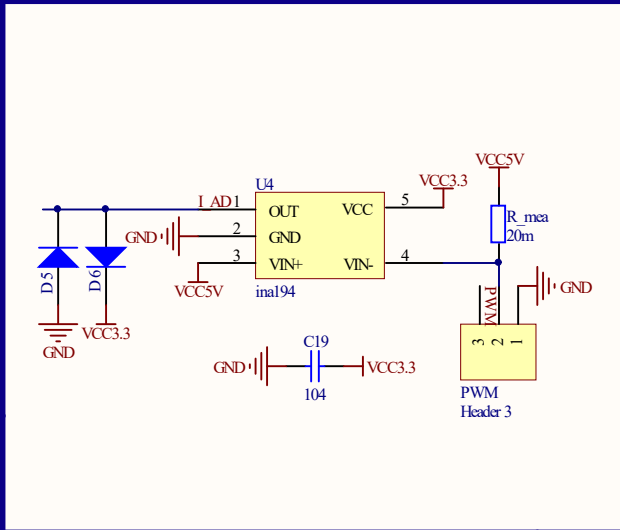 VCC5V
VCC3.3
U4
I_AD
1
OUT
VCC
5
R_mea
20m
GND
2
GND
3
VIN+
VIN-
4
D5
D6
VCC5V
ina194
PWM
GND
VCC3.3
GND
3
2
1
C19
GND
VCC3.3
104
PWM
Header 3